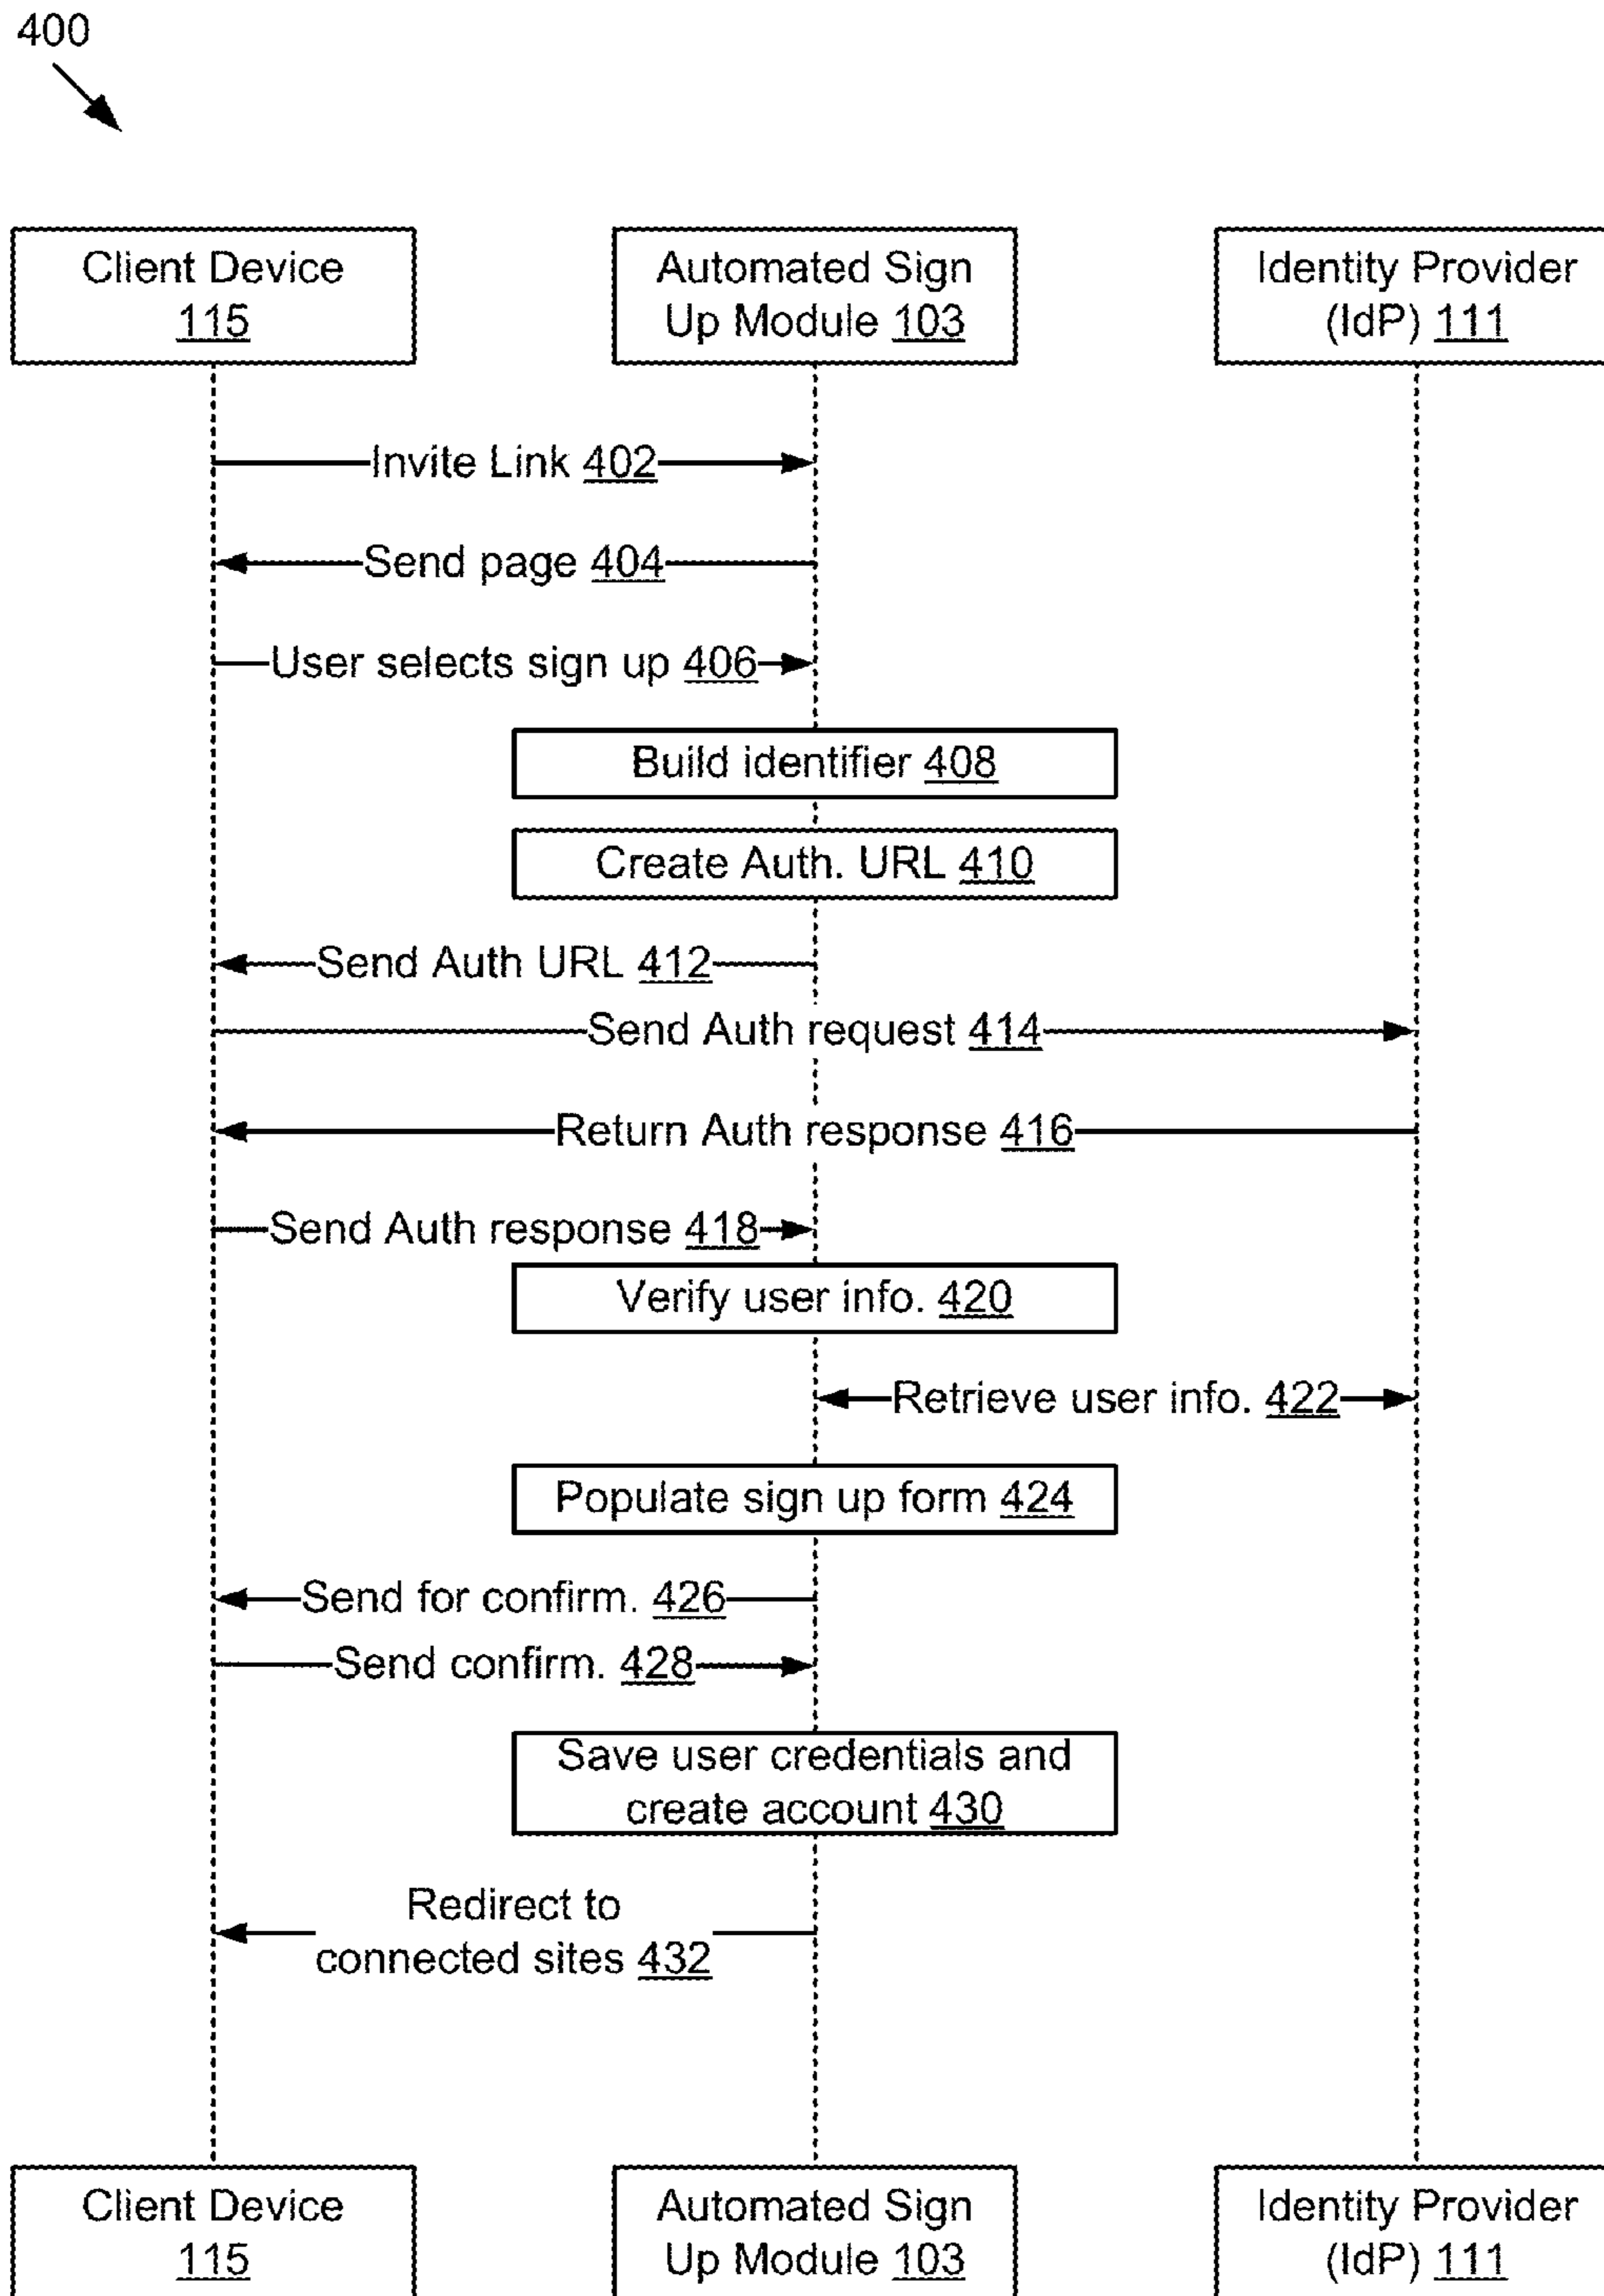 400
Client Device
115
Automated Sign
Up Module 103
Identity Provider
(IdP) 111
Invite Link 402
Send page 404
User selects sign up 406
Build identifier 408
Create Auth. URL 410
Send Auth URL 412
Send Auth request 414
Return Auth response 416
Send Auth response 418
Verify user info. 420
Retrieve user info. 422
Populate sign up form 424
Send for confirm. 426
Send confirm. 428
Save user credentials and
create account 430
Redirect to
connected sites 432
Client Device
115
Automated Sign
Up Module 103
Identity Provider
(IdP) 111